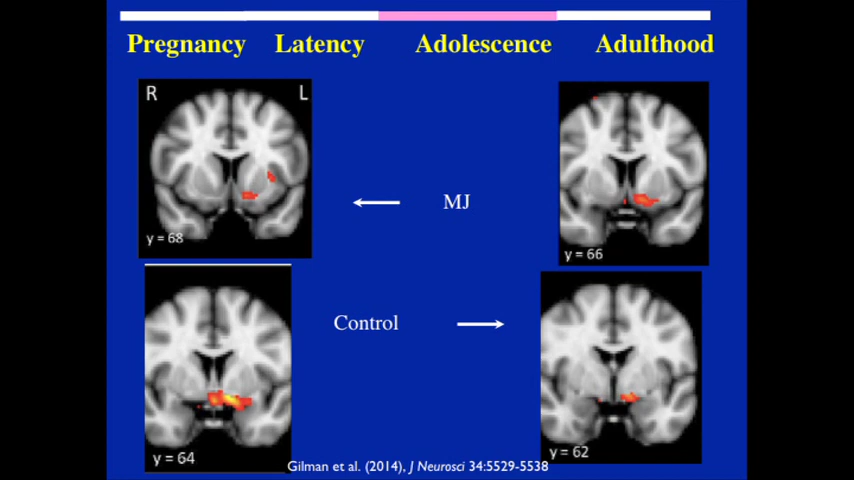 Pregnancy Latency Adolescence Adulthood
R L
MJ
y = 68
y = 66
Control
y = 64
y = 62
Gilman et al. (2014), J Neurosci 34:5529-5538